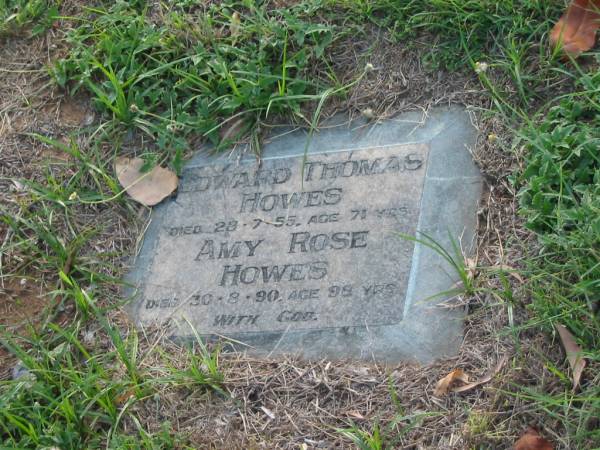 EDWARD THOMAS
HOWES
DIED 28-7-55. AGE 71 YRS
AMY ROSE
HOWES
DIED 30-8-90. AGE 98 YRS
WITH GOD.